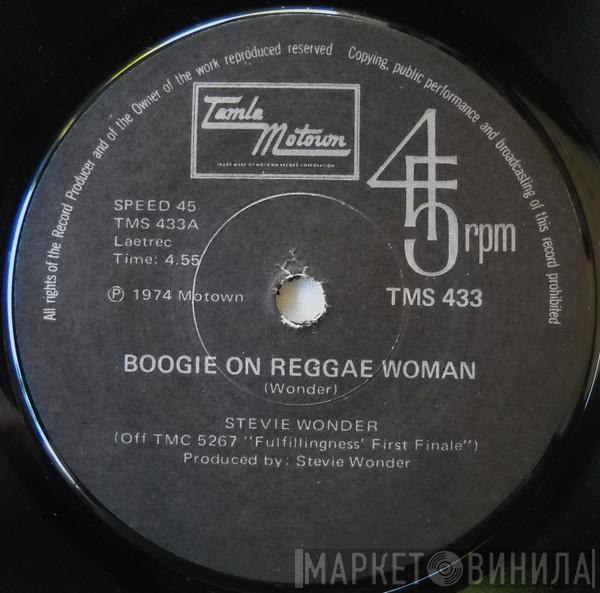 All rights of the Record Producer and of the Owner of the work reproduced reserved Copying, public performance and broadcasting of this record prohibited
Tamla
Motown
TRADE MARK OF MOTOWN RECORD CORPORATION
45 rpm
SPEED 45
TMS 433A
Laetrec
Time: 4.55
℗ 1974 Motown
TMS 433
BOOGIE ON REGGAE WOMAN
(Wonder)
STEVIE WONDER
(Off TMC 5267 "Fulfillingness' First Finale")
Produced by: Stevie Wonder
МАРКЕТ ВИНИЛА